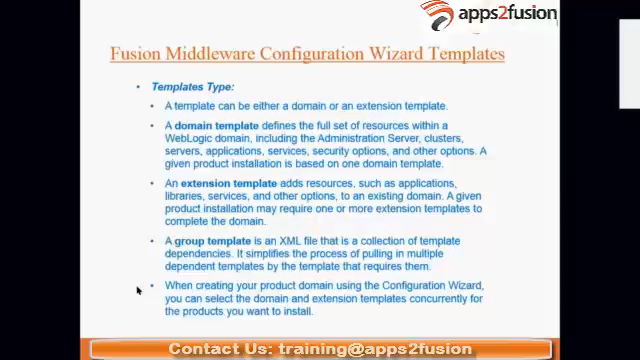 apps2fusion
Fusion Middleware Configuration Wizard Templates
• Templates Type:
• A template can be either a domain or an extension template.
• A domain template defines the full set of resources within a
WebLogic domain, including the Administration Server, clusters,
servers, applications, services, security options, and other options. A
given product installation is based on one domain template.
• An extension template adds resources, such as applications,
libraries, services, and other options, to an existing domain. A given
product installation may require one or more extension templates to
complete the domain.
• A group template is an XML file that is a collection of template
dependencies. It simplifies the process of pulling in multiple
dependent templates by the template that requires them.
• When creating your product domain using the Configuration Wizard,
you can select the domain and extension templates concurrently for
the products you want to install.
Contact Us: training@apps2fusion